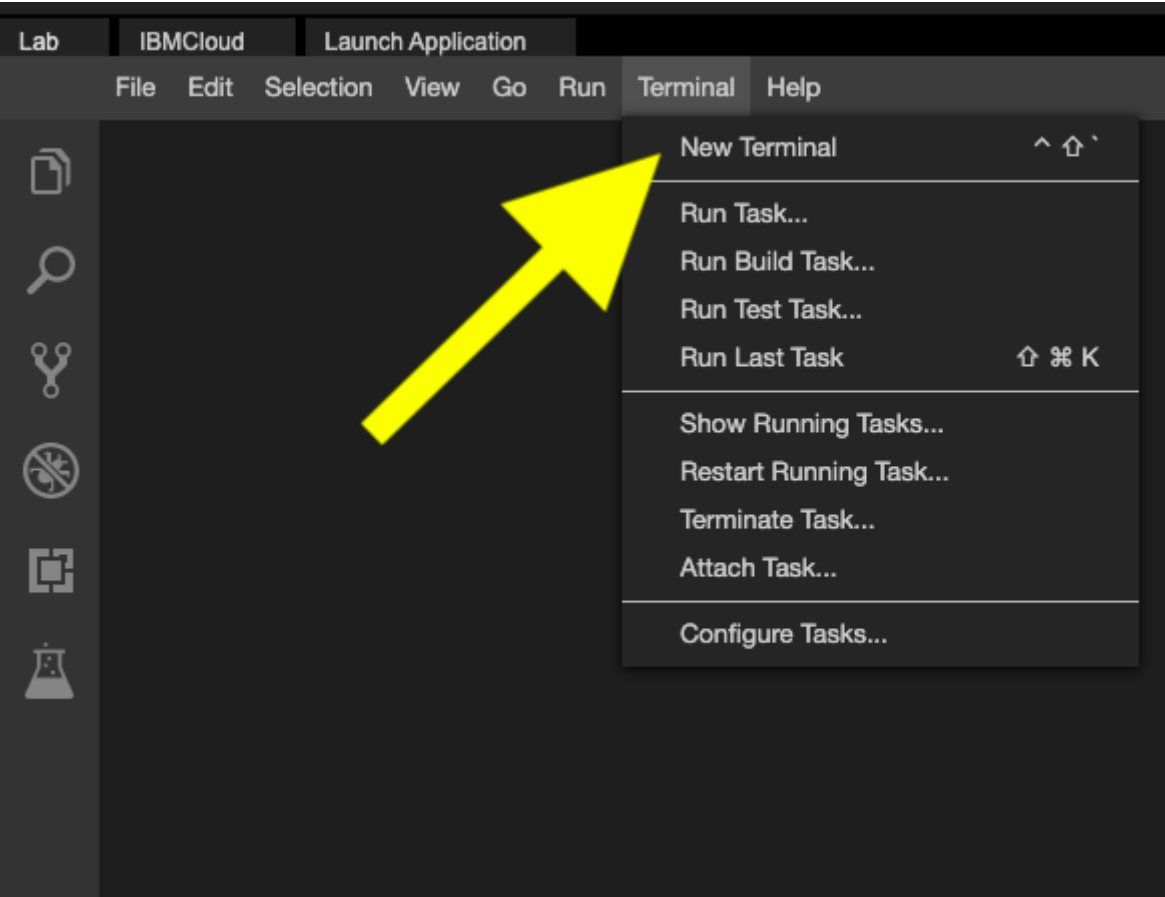 Lab IBMCloud Launch Application
File Edit Selection View Go Run Terminal Help
New Terminal ^ ⇧ `
Run Task...
Run Build Task...
Run Test Task...
Run Last Task ⇧ ⌘ K
Show Running Tasks...
Restart Running Task...
Terminate Task...
Attach Task...
Configure Tasks...